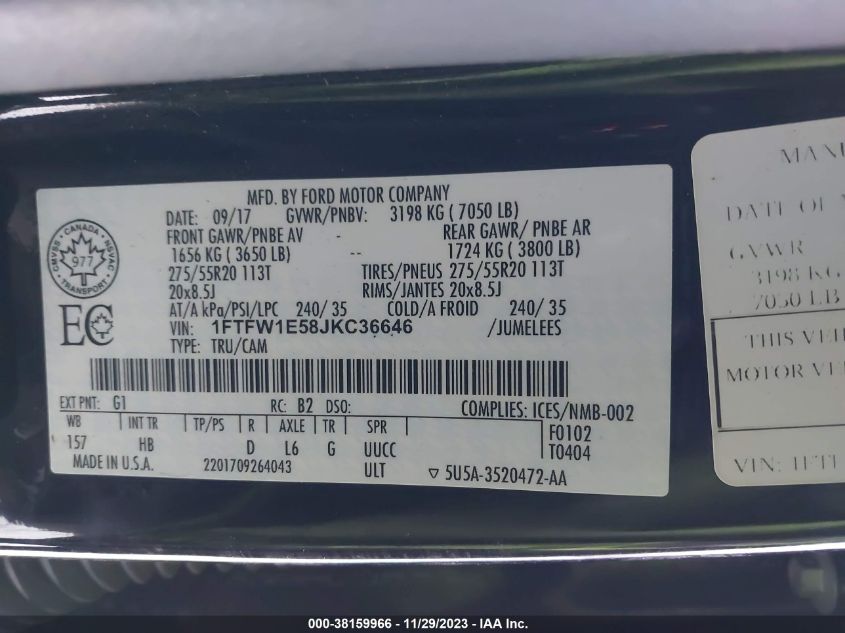 MFD. BY FORD MOTOR COMPANY
DATE: 09/17 GVWR/PNBV: 3198 KG ( 7050 LB)
FRONT GAWR/PNBE AV REAR GAWR/ PNBE AR
1656 KG ( 3650 LB) -- 1724 KG ( 3800 LB)
275/55R20 113T TIRES/PNEUS 275/55R20 113T
20x8.5J RIMS/JANTES 20x8.5J
AT/A kPa/PSI/LPC 240/ 35 COLD/A FROID 240/ 35
VIN: 1FTFW1E58JKC36646 /JUMELEES
TYPE: TRU/CAM
CANADA
CMVSS NSVAC
977
TRANSPORT
EC
EXT PNT: G1 RC: B2 DSO: COMPLIES: ICES/NMB-002
WB INT TR TP/PS R AXLE TR SPR F0102
157 HB D L6 G UUCC T0404
MADE IN U.S.A. 2201709264043 ULT ▽ 5U5A-3520472-AA
MANU
DATE OF
GVWR
3198 KG
7050 LB
THIS VEH
MOTOR VE
VIN: 1FTF
000-38159966 - 11/29/2023 - IAA Inc.